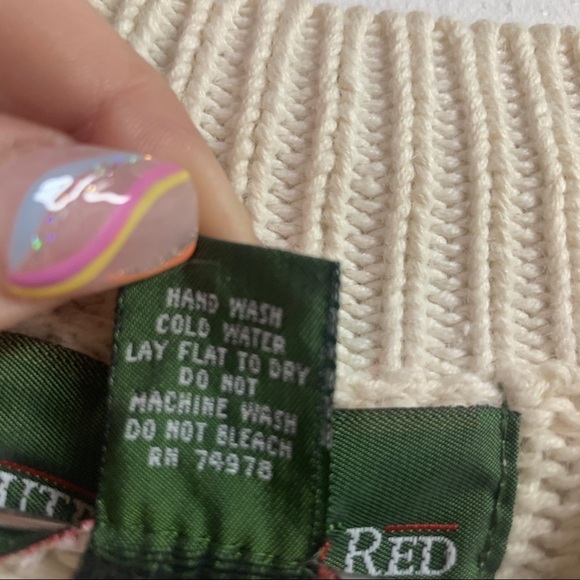 HAND WASH
COLD WATER
LAY FLAT TO DRY
DO NOT
MACHINE WASH
DO NOT BLEACH
RN 74978
RED